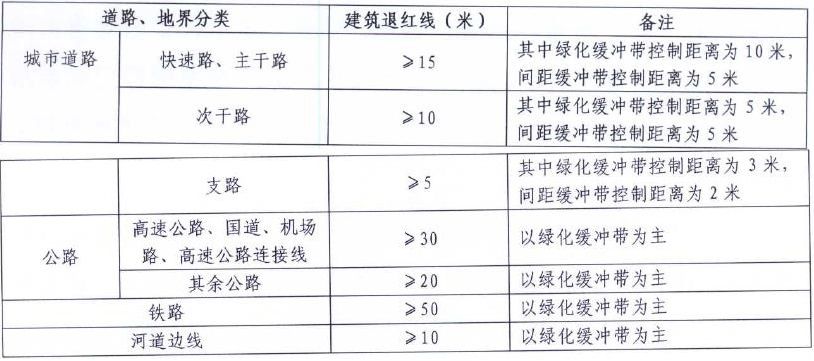 道路、地界分类 建筑退红线（米） 备注
城市道路 快速路、主干路 ≥15 其中绿化缓冲带控制距离为 10 米，
间距缓冲带控制距离为 5 米
次干路 ≥10 其中绿化缓冲带控制距离为 5 米，
间距缓冲带控制距离为 5 米
支路 ≥5 其中绿化缓冲带控制距离为 3 米，
间距缓冲带控制距离为 2 米
公路 高速公路、国道、机场
路、高速公路连接线 ≥30 以绿化缓冲带为主
其余公路 ≥20 以绿化缓冲带为主
铁路 ≥50 以绿化缓冲带为主
河道边线 ≥10 以绿化缓冲带为主